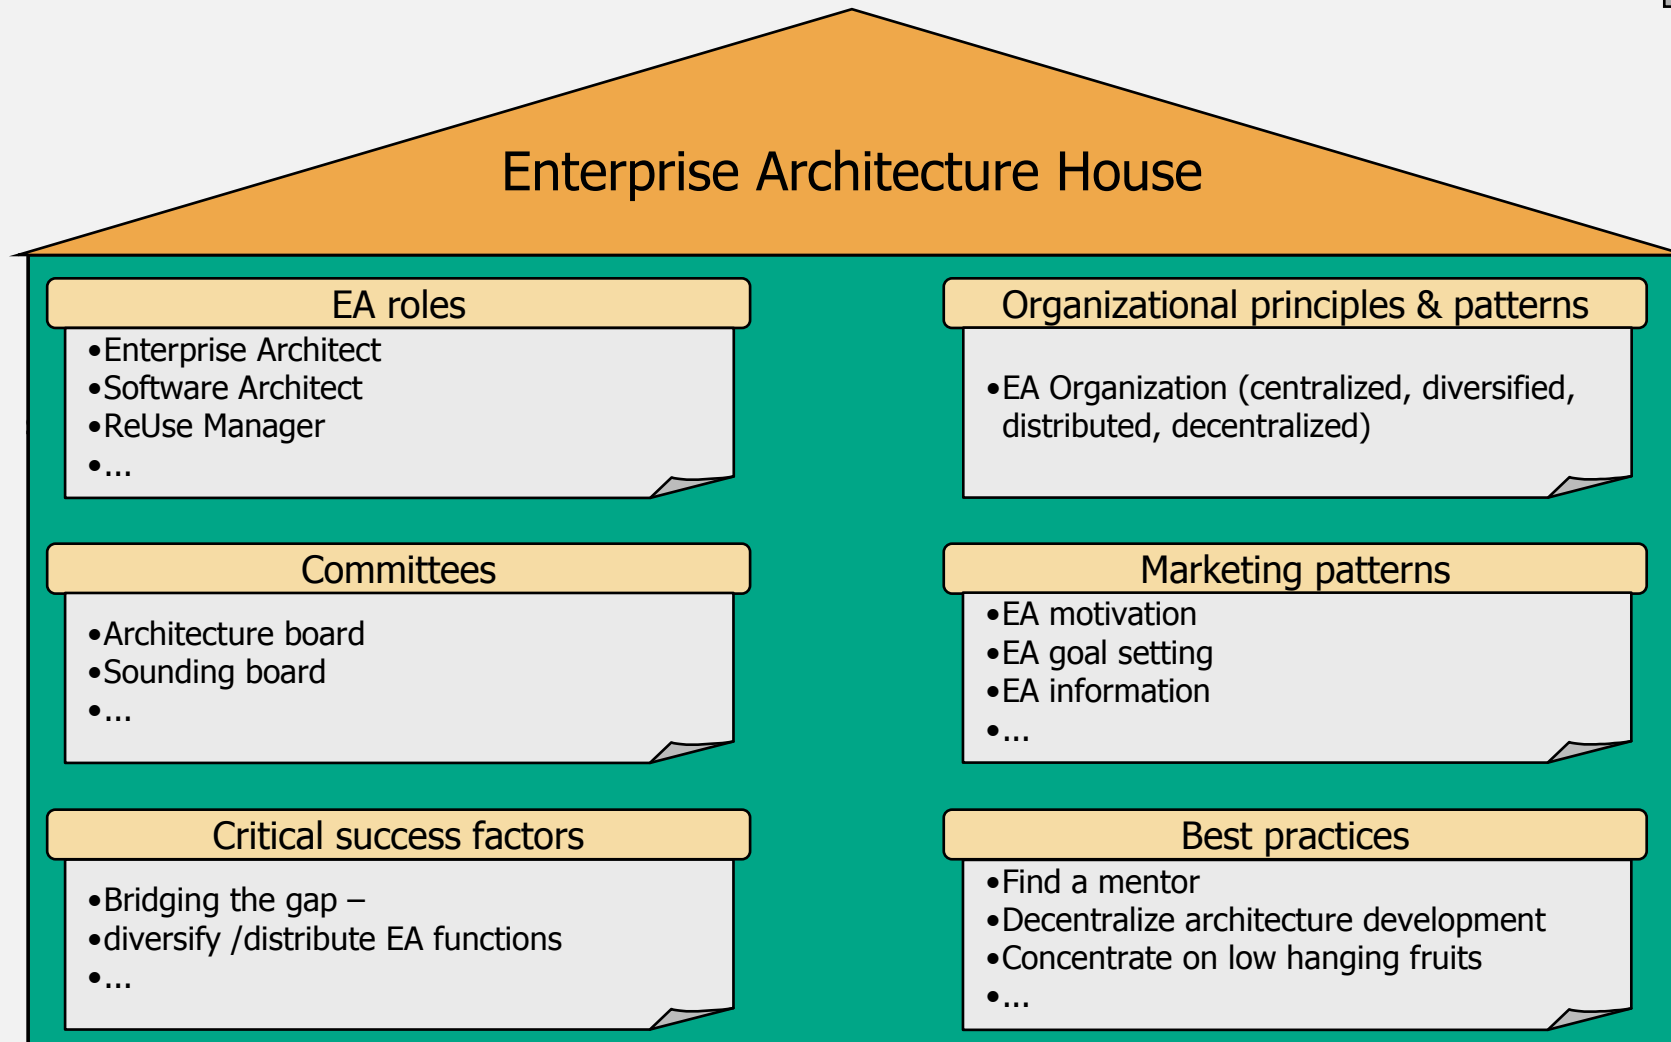 Enterprise Architecture House
EA roles
•Enterprise Architect
•Software Architect
•ReUse Manager
•...
Organizational principles & patterns
•EA Organization (centralized, diversified,
distributed, decentralized)
Committees
•Architecture board
•Sounding board
•...
Marketing patterns
•EA motivation
•EA goal setting
•EA information
•...
Critical success factors
•Bridging the gap –
•diversify /distribute EA functions
•...
Best practices
•Find a mentor
•Decentralize architecture development
•Concentrate on low hanging fruits
•...